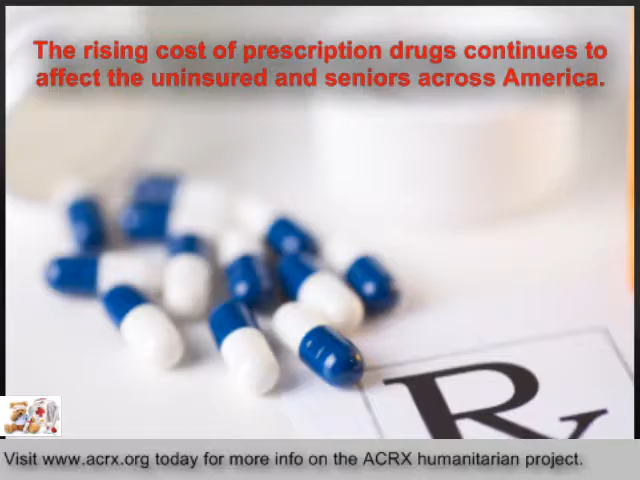 The rising cost of prescription drugs continues to
affect the uninsured and seniors across America.
Rx
Visit www.acrx.org today for more info on the ACRX humanitarian project.